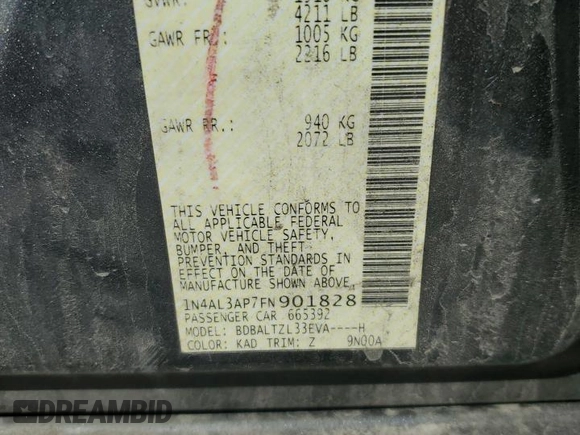 4211 LB
GAWR FR.: 1005 KG
2216 LB
GAWR RR.: 940 KG
2072 LB
THIS VEHICLE CONFORMS TO
ALL APPLICABLE FEDERAL
MOTOR VEHICLE SAFETY,
BUMPER, AND THEFT
PREVENTION STANDARDS IN
EFFECT ON THE DATE OF
MANUFACTURE SHOWN ABOVE.
1N4AL3AP7FN901828
PASSENGER CAR 665392
MODEL: BDBALTZL33EVA----H
COLOR: KAD TRIM: Z 9N00A
DREAMBID